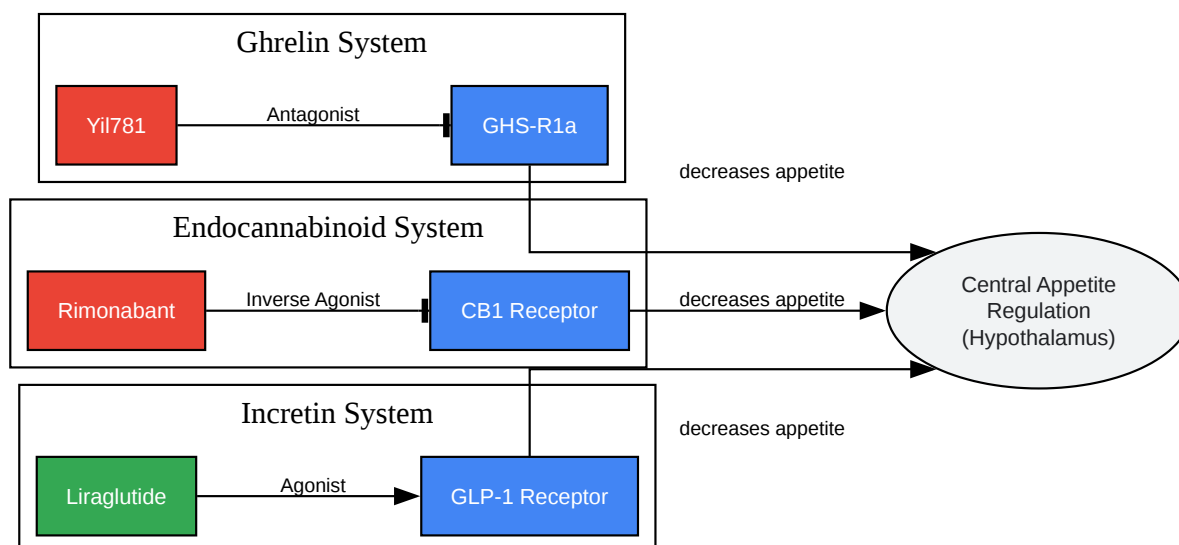 Ghrelin System
Yil781
Antagonist
GHS-R1a
decreases appetite
Endocannabinoid System
Rimonabant
Inverse Agonist
CB1 Receptor
decreases appetite
Central Appetite
Regulation
(Hypothalamus)
Incretin System
decreases appetite
Liraglutide
Agonist
GLP-1 Receptor